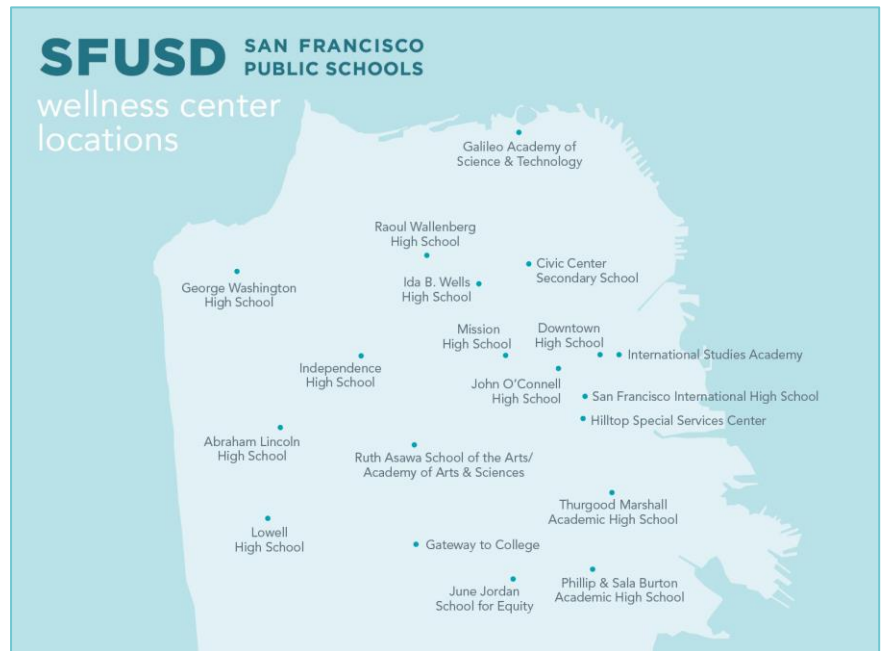 SFUSD SAN FRANCISCO
PUBLIC SCHOOLS
wellness center
locations
Galileo Academy of
Science & Technology
Raoul Wallenberg
High School
Civic Center
Secondary School
George Washington
High School
Ida B. Wells
High School
Mission
High School
Downtown
High School
International Studies Academy
Independence
High School
John O'Connell
High School
San Francisco International High School
Hilltop Special Services Center
Abraham Lincoln
High School
Ruth Asawa School of the Arts/
Academy of Arts & Sciences
Thurgood Marshall
Academic High School
Lowell
High School
Gateway to College
June Jordan
School for Equity
Phillip & Sala Burton
Academic High School